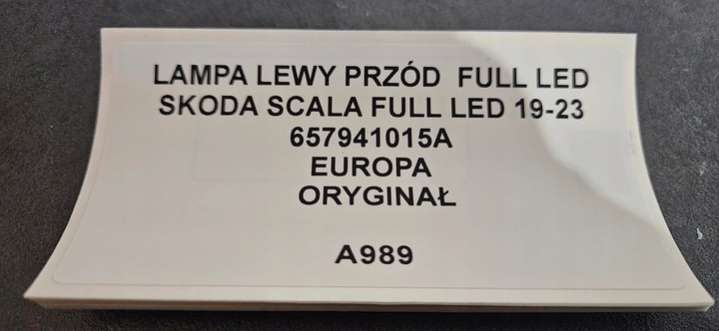 LAMPA LEWY PRZÓD FULL LED
SKODA SCALA FULL LED 19-23
657941015A
EUROPA
ORYGINAŁ
A989